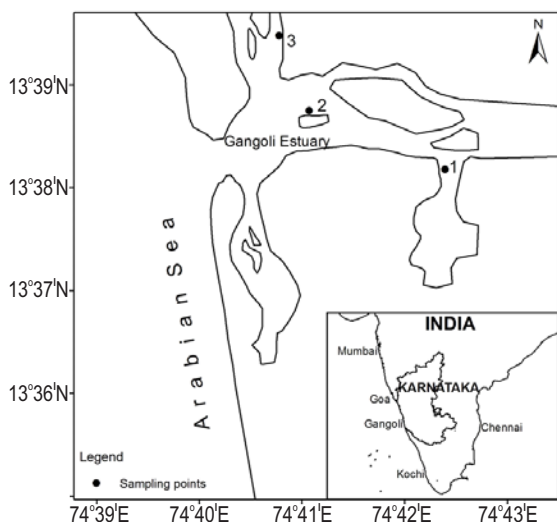 N
3
13°39'N
2
Gangoli Estuary
1
13°38'N
Arabian Sea
13°37'N
INDIA
Mumbai
13°36'N
KARNATAKA
Goa
Gangoli
Chennai
Legend
Kochi
Sampling points
74°39'E 74°40'E 74°41'E 74°42'E 74°43'E